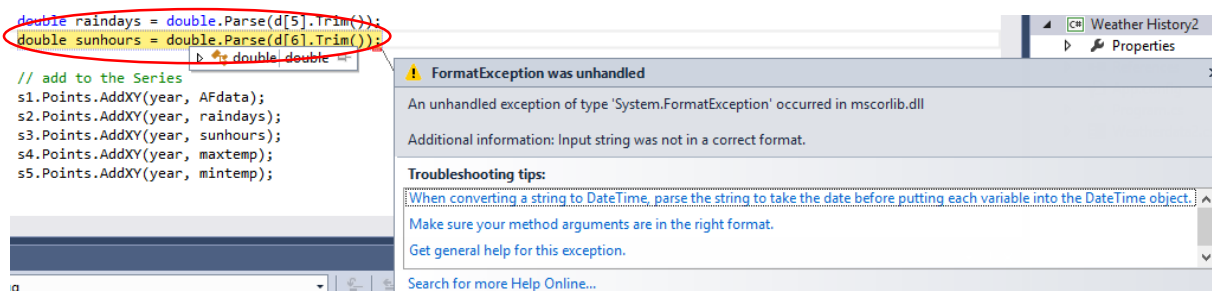 double raindays = double.Parse(d[5].Trim());
double sunhours = double.Parse(d[6].Trim());
double double
// add to the Series
s1.Points.AddXY(year, AFdata);
s2.Points.AddXY(year, raindays);
s3.Points.AddXY(year, sunhours);
s4.Points.AddXY(year, maxtemp);
s5.Points.AddXY(year, mintemp);
C# Weather History2
Properties
FormatException was unhandled
An unhandled exception of type 'System.FormatException' occurred in mscorlib.dll
Additional information: Input string was not in a correct format.
Troubleshooting tips:
When converting a string to DateTime, parse the string to take the date before putting each variable into the DateTime object.
Make sure your method arguments are in the right format.
Get general help for this exception.
Search for more Help Online...